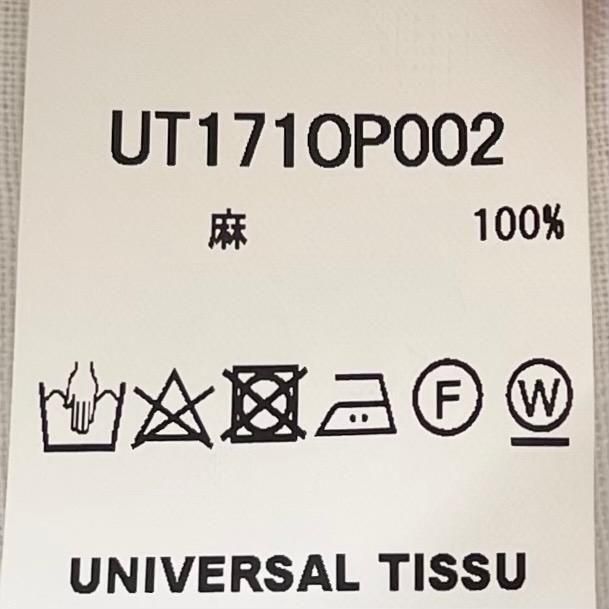 UT171OP002
麻 100%
F W
UNIVERSAL TISSU